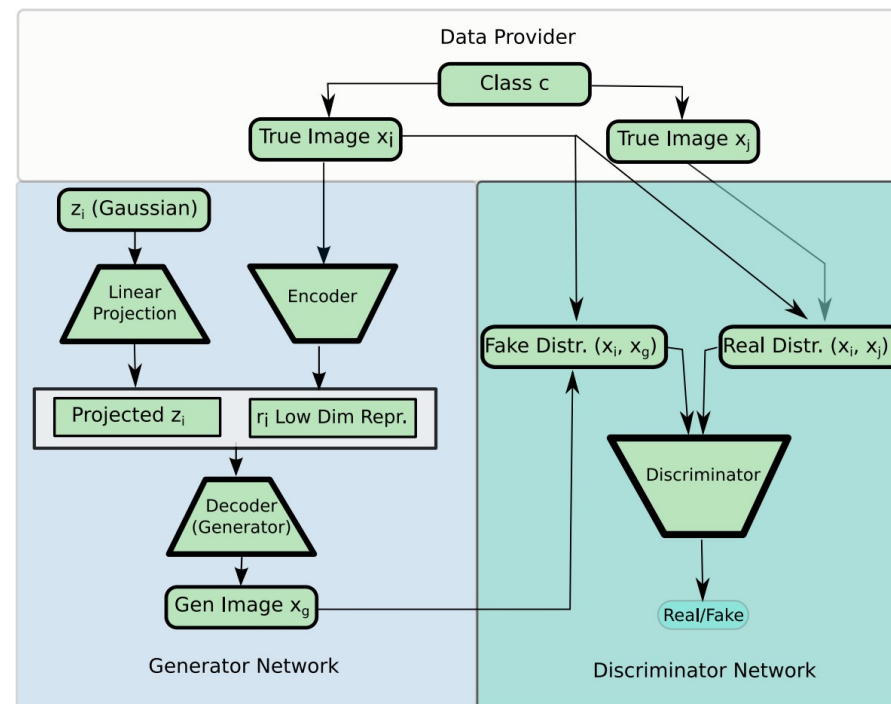 Data Provider
Class c
True Image xᵢ
True Image xⱼ
zᵢ (Gaussian)
Linear
Projection
Encoder
Fake Distr. (xᵢ, x_g)
Real Distr. (xᵢ, xⱼ)
Projected zᵢ
rᵢ Low Dim Repr.
Discriminator
Decoder
(Generator)
Gen Image x_g
Real/Fake
Generator Network
Discriminator Network